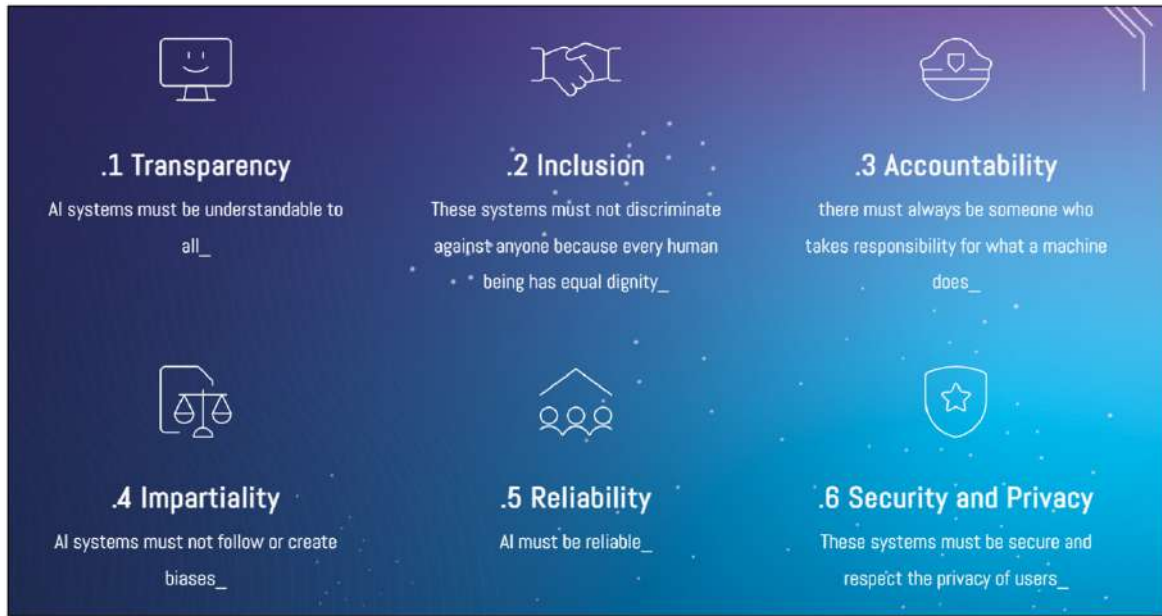 .1 Transparency
AI systems must be understandable to
all_
.2 Inclusion
These systems must not discriminate
against anyone because every human
being has equal dignity_
.3 Accountability
there must always be someone who
takes responsibility for what a machine
does_
.4 Impartiality
AI systems must not follow or create
biases_
.5 Reliability
AI must be reliable_
.6 Security and Privacy
These systems must be secure and
respect the privacy of users_